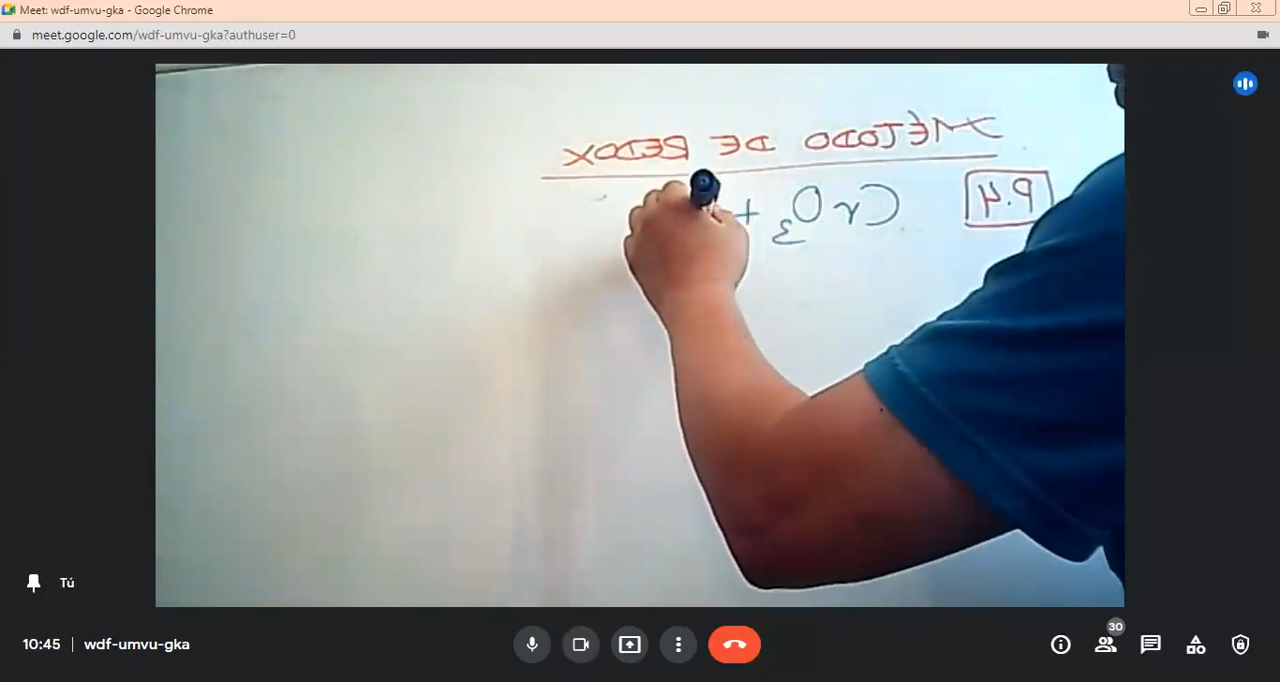 Meet: wdf-umvu-gka - Google Chrome
meet.google.com/wdf-umvu-gka?authuser=0
MÉTODO DE REDOX
P.4 CrO3 +
Tú
10:45 | wdf-umvu-gka
30